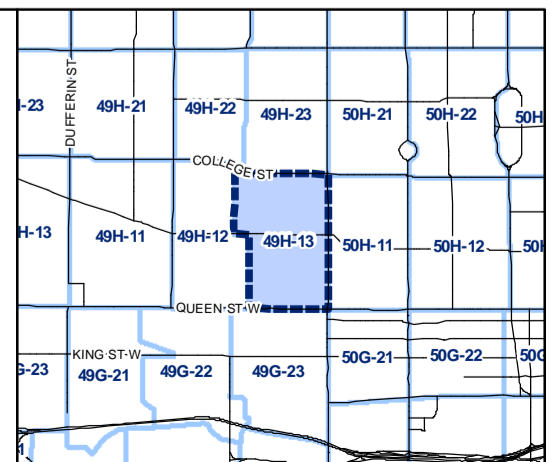 DUFFERIN ST
-23
49H-21
49H-22
49H-23
50H-21
50H-22
50H
COLLEGE ST
H-13
49H-11
49H-12
49H-13
50H-11
50H-12
50H
QUEEN ST W
KING ST W
G-23
49G-21
49G-22
49G-23
50G-21
50G-22
50G
1